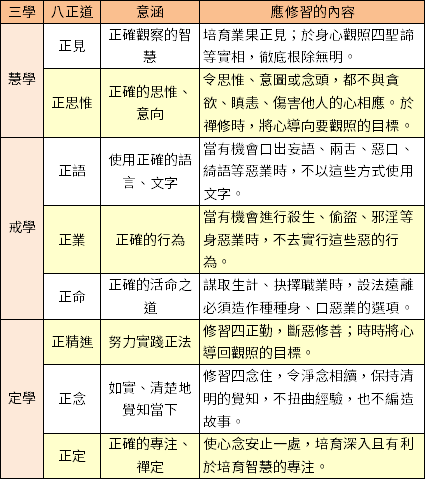 三學 八正道 意涵 應修習的內容
慧學
正見
正確觀察的智
慧
培育業果正見；於身心觀照四聖諦
等實相，徹底根除無明。
正思惟
正確的思惟、
意向
令思惟、意圖或念頭，都不與貪
欲、瞋恚、傷害他人的心相應。於
禪修時，將心導向要觀照的目標。
戒學
正語
使用正確的語
言、文字
當有機會口出妄語、兩舌、惡口、
綺語等惡業時，不以這些方式使用
文字。
正業
正確的行為
當有機會進行殺生、偷盜、邪淫等
身惡業時，不去實行這些惡的行
為。
正命
正確的活命之
道
謀取生計、抉擇職業時，設法遠離
必須造作種種身、口惡業的選項。
定學
正精進
努力實踐正法
修習四正勤，斷惡修善；時時將心
導回觀照的目標。
正念
如實、清楚地
覺知當下
修習四念住，令淨念相續，保持清
明的覺知，不扭曲經驗，也不編造
故事。
正定
正確的專注、
禪定
使心念安止一處，培育深入且有利
於培育智慧的專注。